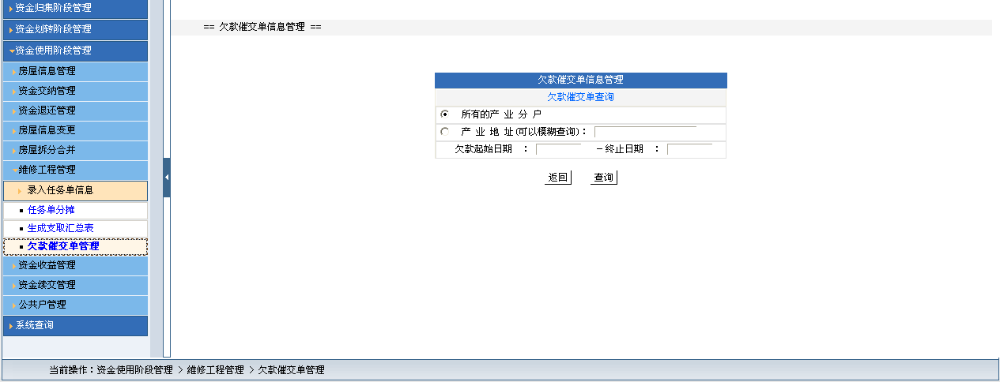 资金归集阶段管理
资金划转阶段管理
资金使用阶段管理
房屋信息管理
资金交纳管理
资金退还管理
房屋信息变更
房屋拆分合并
维修工程管理
录入任务单信息
任务单分摊
生成支取汇总表
欠款催交单管理
资金收益管理
资金续交管理
公共户管理
系统查询
== 欠款催交单信息管理 ==
欠款催交单信息管理
欠款催交单查询
所有的产 业 分 户
产 业 地 址(可以模糊查询)：
欠款起始日期 ： －终止日期 ：
返回 查询
当前操作：资金使用阶段管理 > 维修工程管理 > 欠款催交单管理